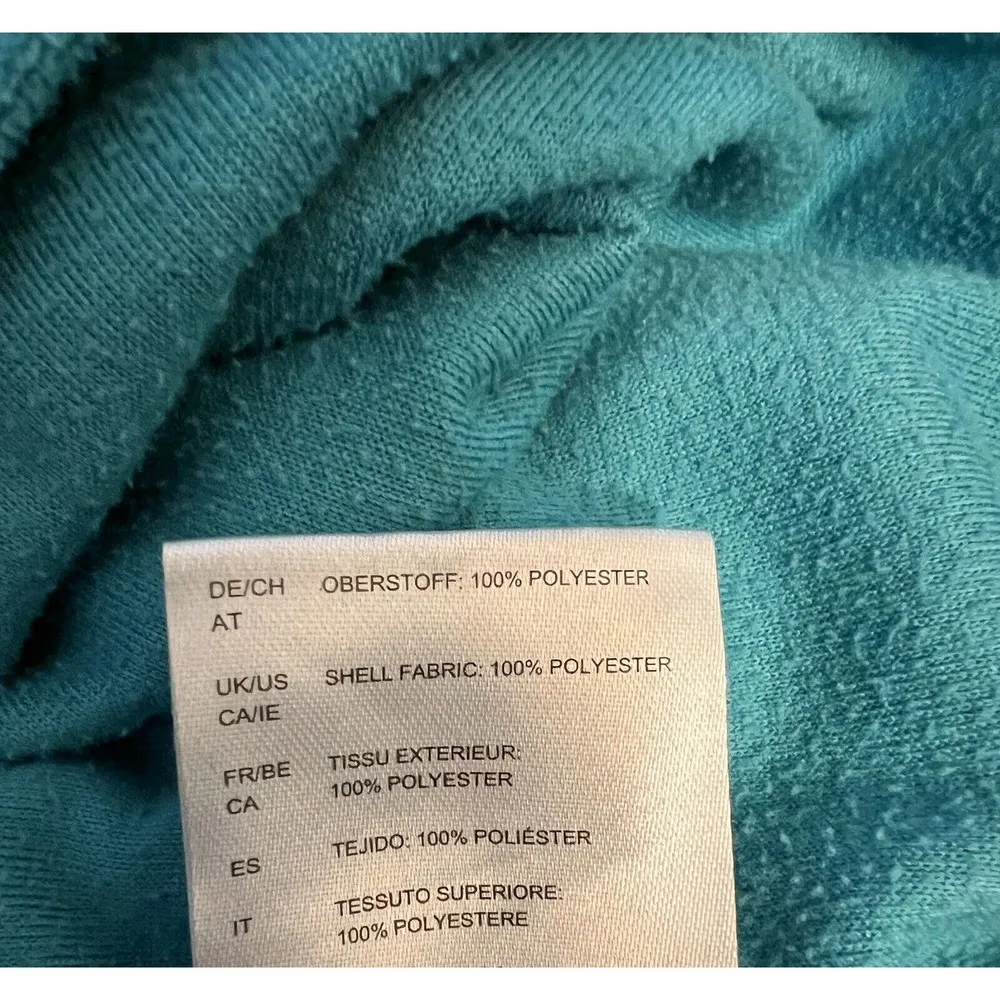 DE/CH OBERSTOFF: 100% POLYESTER
AT
UK/US SHELL FABRIC: 100% POLYESTER
CA/IE
FR/BE TISSU EXTERIEUR:
CA 100% POLYESTER
ES TEJIDO: 100% POLIÉSTER
IT TESSUTO SUPERIORE:
100% POLYESTERE